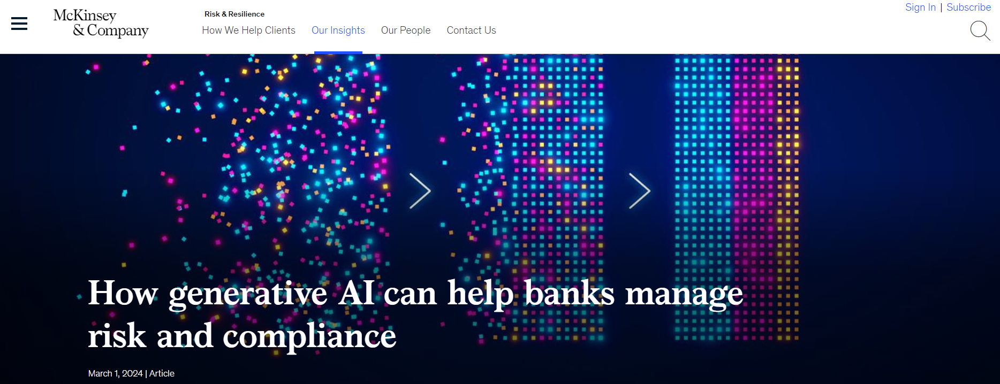 McKinsey
& Company
Risk & Resilience
How We Help Clients
Our Insights
Our People
Contact Us
Sign In | Subscribe
How generative AI can help banks manage
risk and compliance
March 1, 2024 | Article